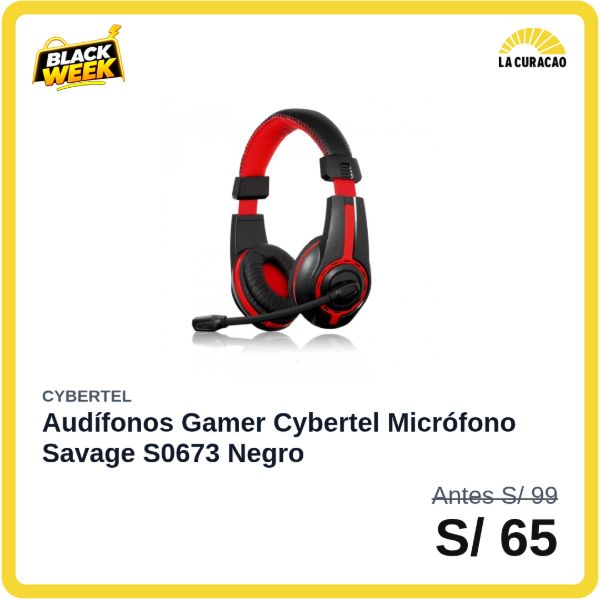 BLACK
WEEK
LA CURACAO
CYBERTEL
Audífonos Gamer Cybertel Micrófono
Savage S0673 Negro
Antes S/ 99
S/ 65